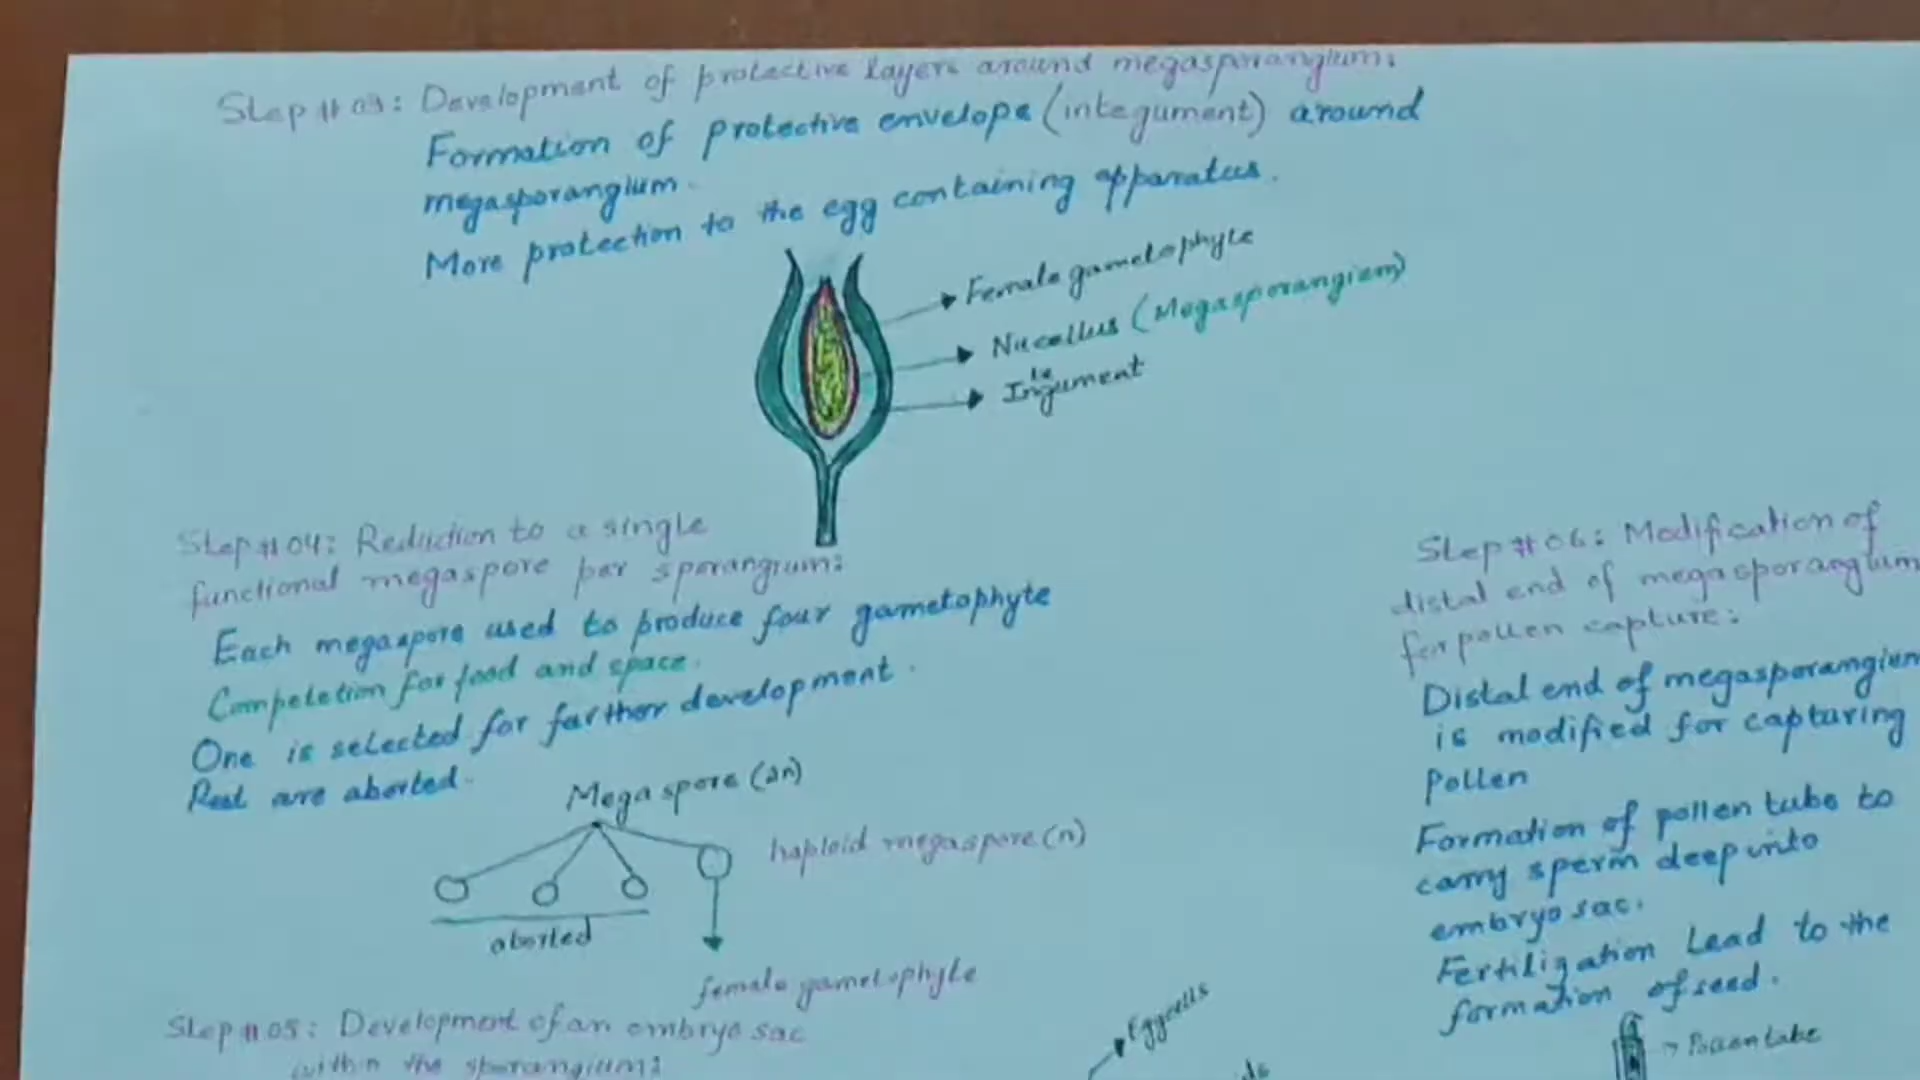 Step # 03: Development of protective layers around megasporangium:
Formation of protective envelope (integument) around
megasporangium.
More protection to the egg containing apparatus.
Female gametophyte
Nucellus (Megasporangium)
Integument
Step # 04: Reduction to a single
functional megaspore per sporangium:
Each megaspore used to produce four gametophyte
Competetion for food and space.
One is selected for farther development.
Rest are aborted.
Megaspore (2n)
haploid megaspore (n)
aborted
female gametophyte
Step # 05: Development of an embryo sac
within the sporangium:
Eggcells
Step # 06: Modification of
distal end of megasporangium
for pollen capture:
Distal end of megasporangium
is modified for capturing
Pollen
Formation of pollen tube to
carry sperm deep into
embryo sac.
Fertilization Lead to the
formation of seed.
Pollen tube